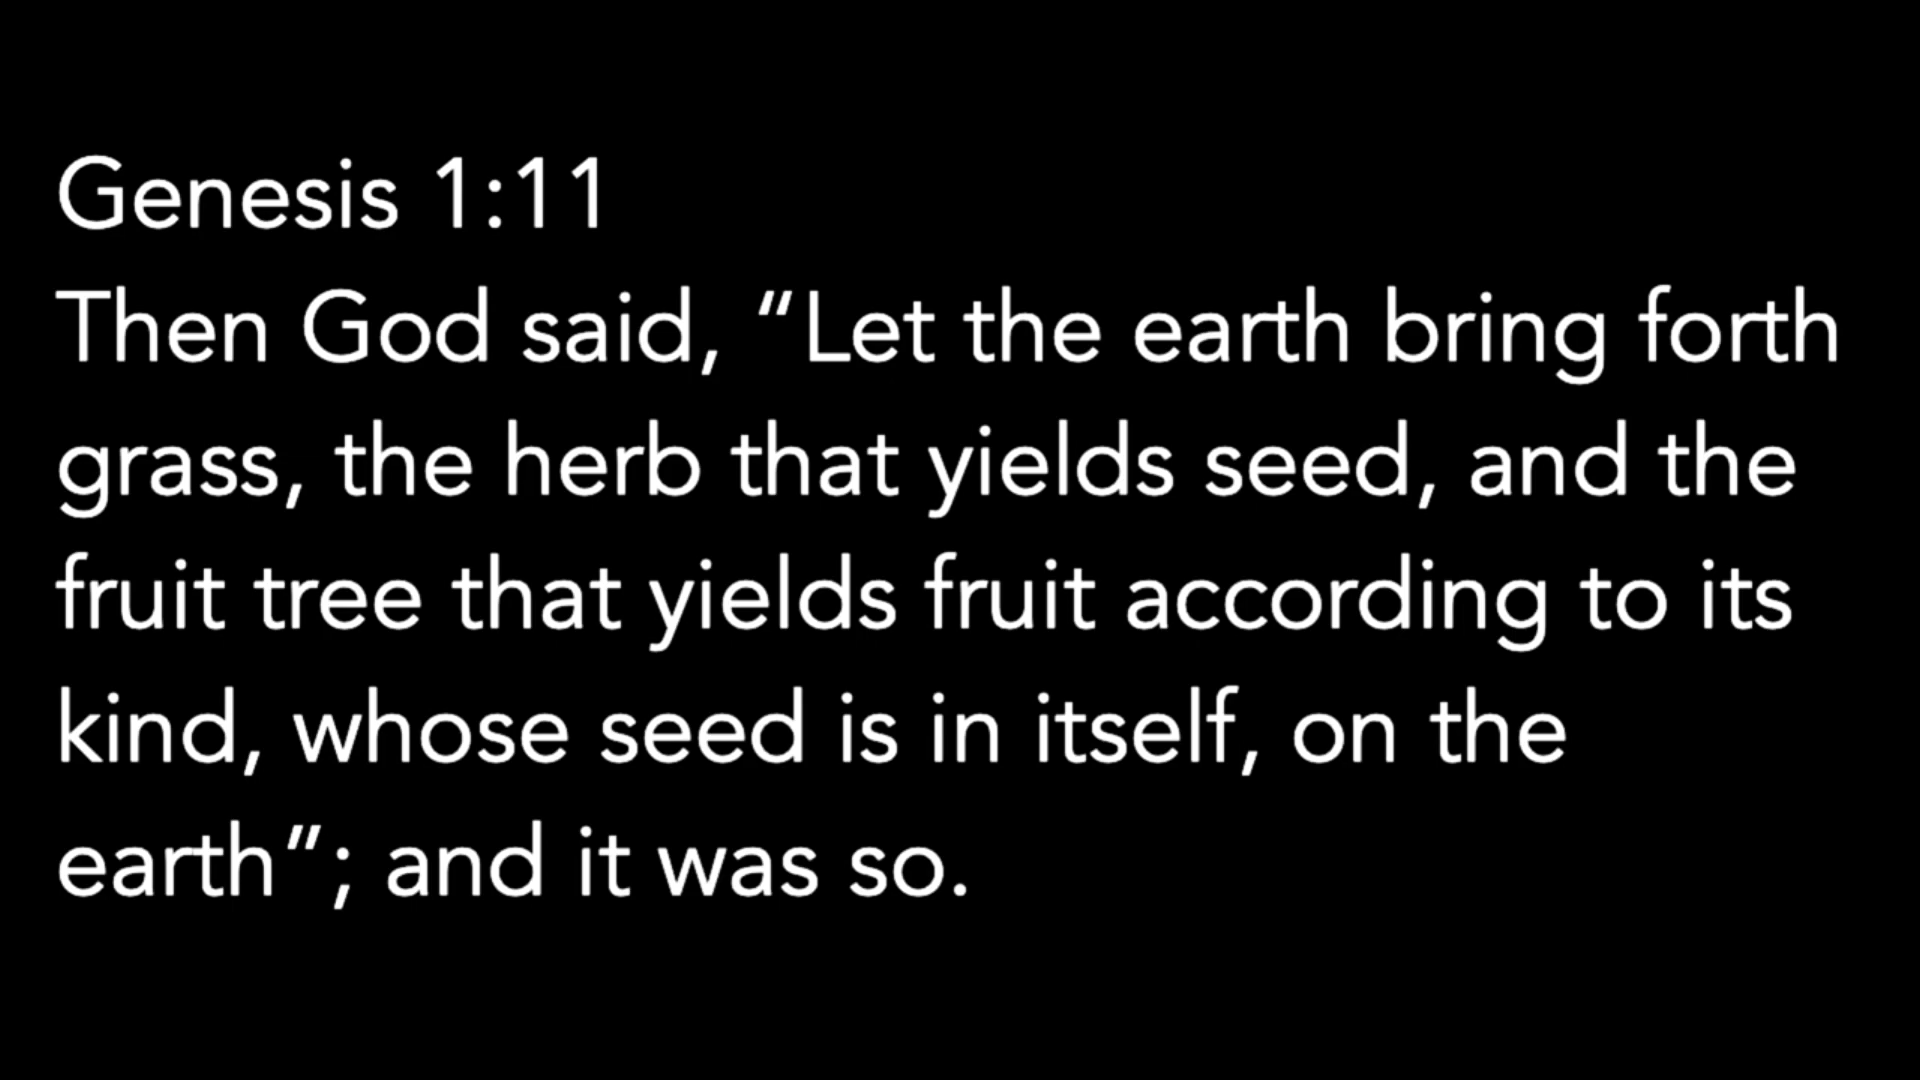 Genesis 1:11
Then God said, “Let the earth bring forth
grass, the herb that yields seed, and the
fruit tree that yields fruit according to its
kind, whose seed is in itself, on the
earth”; and it was so.